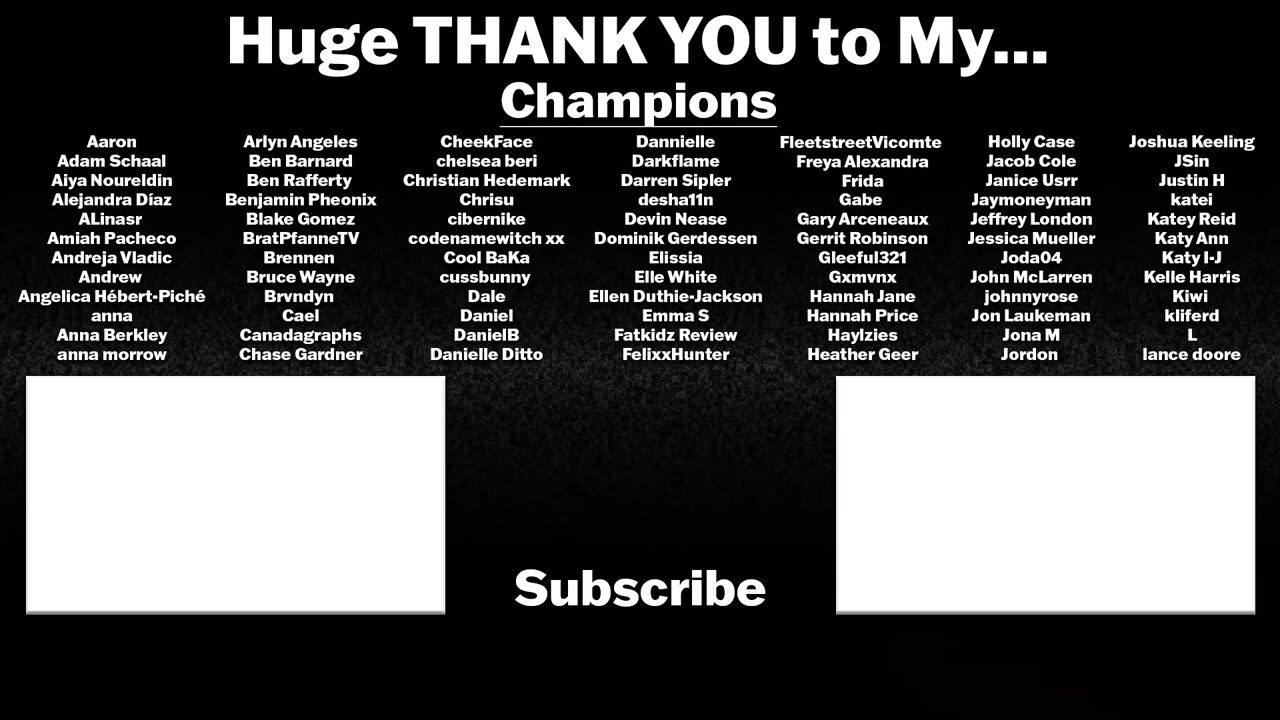 Huge THANK YOU to My...
Champions
Aaron
Adam Schaal
Aiya Noureldin
Alejandra Díaz
ALinasr
Amiah Pacheco
Andreja Vladic
Andrew
Angelica Hébert-Piché
anna
Anna Berkley
anna morrow
Arlyn Angeles
Ben Barnard
Ben Rafferty
Benjamin Pheonix
Blake Gomez
BratPfanneTV
Brennen
Bruce Wayne
Brvndyn
Cael
Canadagraphs
Chase Gardner
CheekFace
chelsea beri
Christian Hedemark
Chrisu
cibernike
codenamewitch xx
Cool BaKa
cussbunny
Dale
Daniel
DanielB
Danielle Ditto
Dannielle
Darkflame
Darren Sipler
desha11n
Devin Nease
Dominik Gerdessen
Elissia
Elle White
Ellen Duthie-Jackson
Emma S
Fatkidz Review
FelixxHunter
FleetstreetVicomte
Freya Alexandra
Frida
Gabe
Gary Arceneaux
Gerrit Robinson
Gleeful321
Gxmvnx
Hannah Jane
Hannah Price
Haylzies
Heather Geer
Holly Case
Jacob Cole
Janice Usrr
Jaymoneyman
Jeffrey London
Jessica Mueller
Joda04
John McLarren
johnnyrose
Jon Laukeman
Jona M
Jordon
Joshua Keeling
JSin
Justin H
katei
Katey Reid
Katy Ann
Katy I-J
Kelle Harris
Kiwi
kliferd
L
lance doore
Subscribe